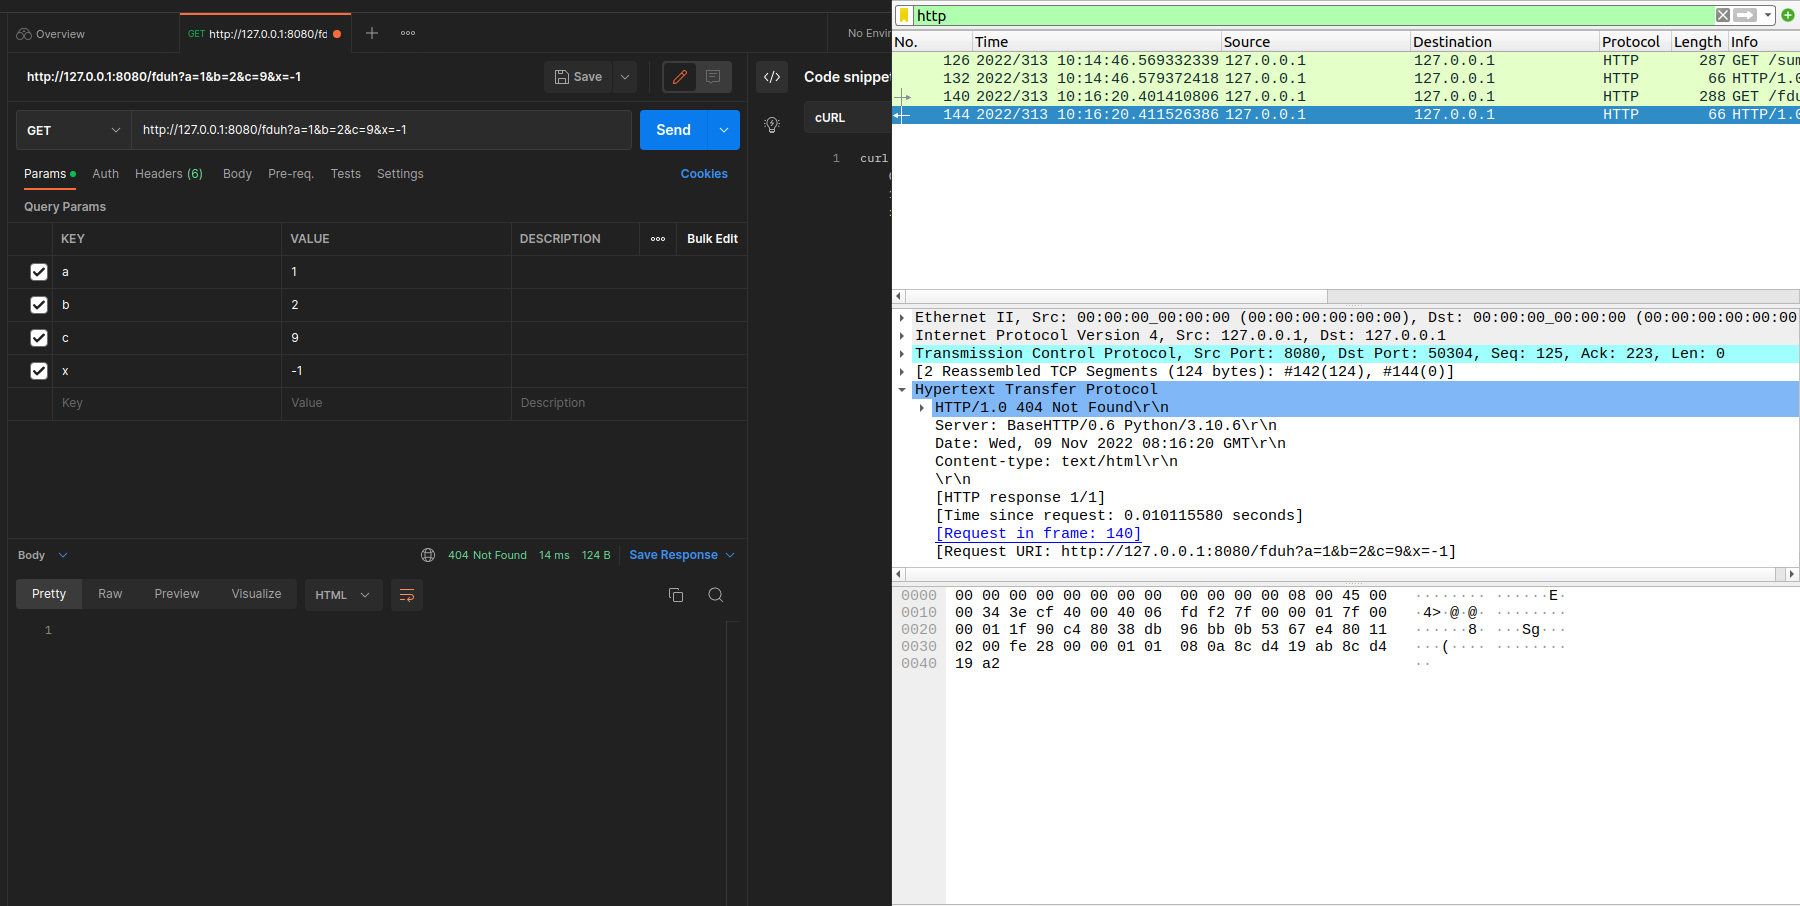 Overview
GET http://127.0.0.1:8080/fd
No Envir
http://127.0.0.1:8080/fduh?a=1&b=2&c=9&x=-1
Save
Code snippet
GET
http://127.0.0.1:8080/fduh?a=1&b=2&c=9&x=-1
Send
cURL
1 curl
Params Auth Headers (6) Body Pre-req. Tests Settings Cookies
Query Params
KEY VALUE DESCRIPTION Bulk Edit
a 1
b 2
c 9
x -1
Key Value Description
Body 404 Not Found 14 ms 124 B Save Response
Pretty Raw Preview Visualize HTML
1
http
No. Time Source Destination Protocol Length Info
126 2022/313 10:14:46.569332339 127.0.0.1 127.0.0.1 HTTP 287 GET /sum
132 2022/313 10:14:46.579372418 127.0.0.1 127.0.0.1 HTTP 66 HTTP/1.0
140 2022/313 10:16:20.401410806 127.0.0.1 127.0.0.1 HTTP 288 GET /fdu
144 2022/313 10:16:20.411526386 127.0.0.1 127.0.0.1 HTTP 66 HTTP/1.0
Ethernet II, Src: 00:00:00_00:00:00 (00:00:00:00:00:00), Dst: 00:00:00_00:00:00 (00:00:00:00:00:00
Internet Protocol Version 4, Src: 127.0.0.1, Dst: 127.0.0.1
Transmission Control Protocol, Src Port: 8080, Dst Port: 50304, Seq: 125, Ack: 223, Len: 0
[2 Reassembled TCP Segments (124 bytes): #142(124), #144(0)]
Hypertext Transfer Protocol
HTTP/1.0 404 Not Found\r\n
Server: BaseHTTP/0.6 Python/3.10.6\r\n
Date: Wed, 09 Nov 2022 08:16:20 GMT\r\n
Content-type: text/html\r\n
\r\n
[HTTP response 1/1]
[Time since request: 0.010115580 seconds]
[Request in frame: 140]
[Request URI: http://127.0.0.1:8080/fduh?a=1&b=2&c=9&x=-1]
0000 00 00 00 00 00 00 00 00 00 00 00 00 08 00 45 00 ········ ······E·
0010 00 34 3e cf 40 00 40 06 fd f2 7f 00 00 01 7f 00 ·4>·@·@· ········
0020 00 01 1f 90 c4 80 38 db 96 bb 0b 53 67 e4 80 11 ······8· ···Sg···
0030 02 00 fe 28 00 00 01 01 08 0a 8c d4 19 ab 8c d4 ···(···· ········
0040 19 a2 ··